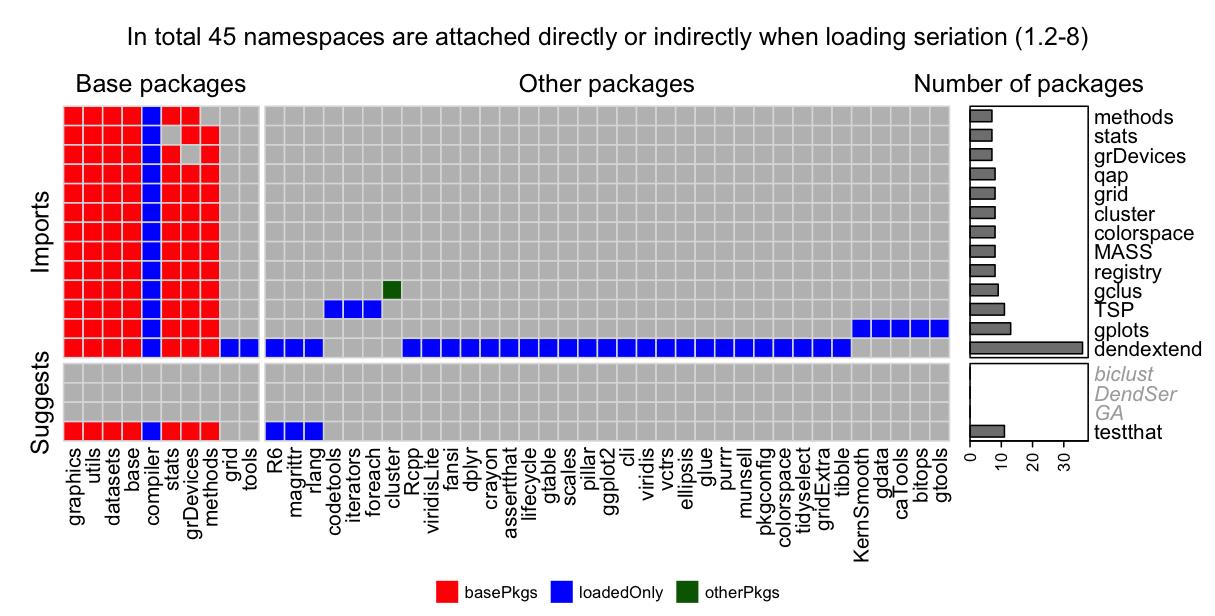 In total 45 namespaces are attached directly or indirectly when loading seriation (1.2-8)
Base packages
Other packages
Number of packages
Imports
methods
stats
grDevices
qap
grid
cluster
colorspace
MASS
registry
gclus
TSP
gplots
dendextend
Suggests
biclust
DendSer
GA
testthat
graphics
utils
datasets
base
compiler
stats
grDevices
methods
grid
tools
R6
magrittr
rlang
codetools
iterators
foreach
cluster
Rcpp
viridisLite
fansi
dplyr
crayon
assertthat
lifecycle
gtable
scales
pillar
ggplot2
cli
viridis
vctrs
ellipsis
glue
purrr
munsell
pkgconfig
colorspace
tidyselect
gridExtra
tibble
KernSmooth
gdata
caTools
bitops
gtools
0
10
20
30
basePkgs
loadedOnly
otherPkgs